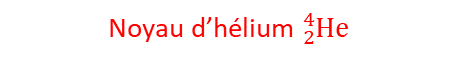 Noyau d’hélium ⁴₂He